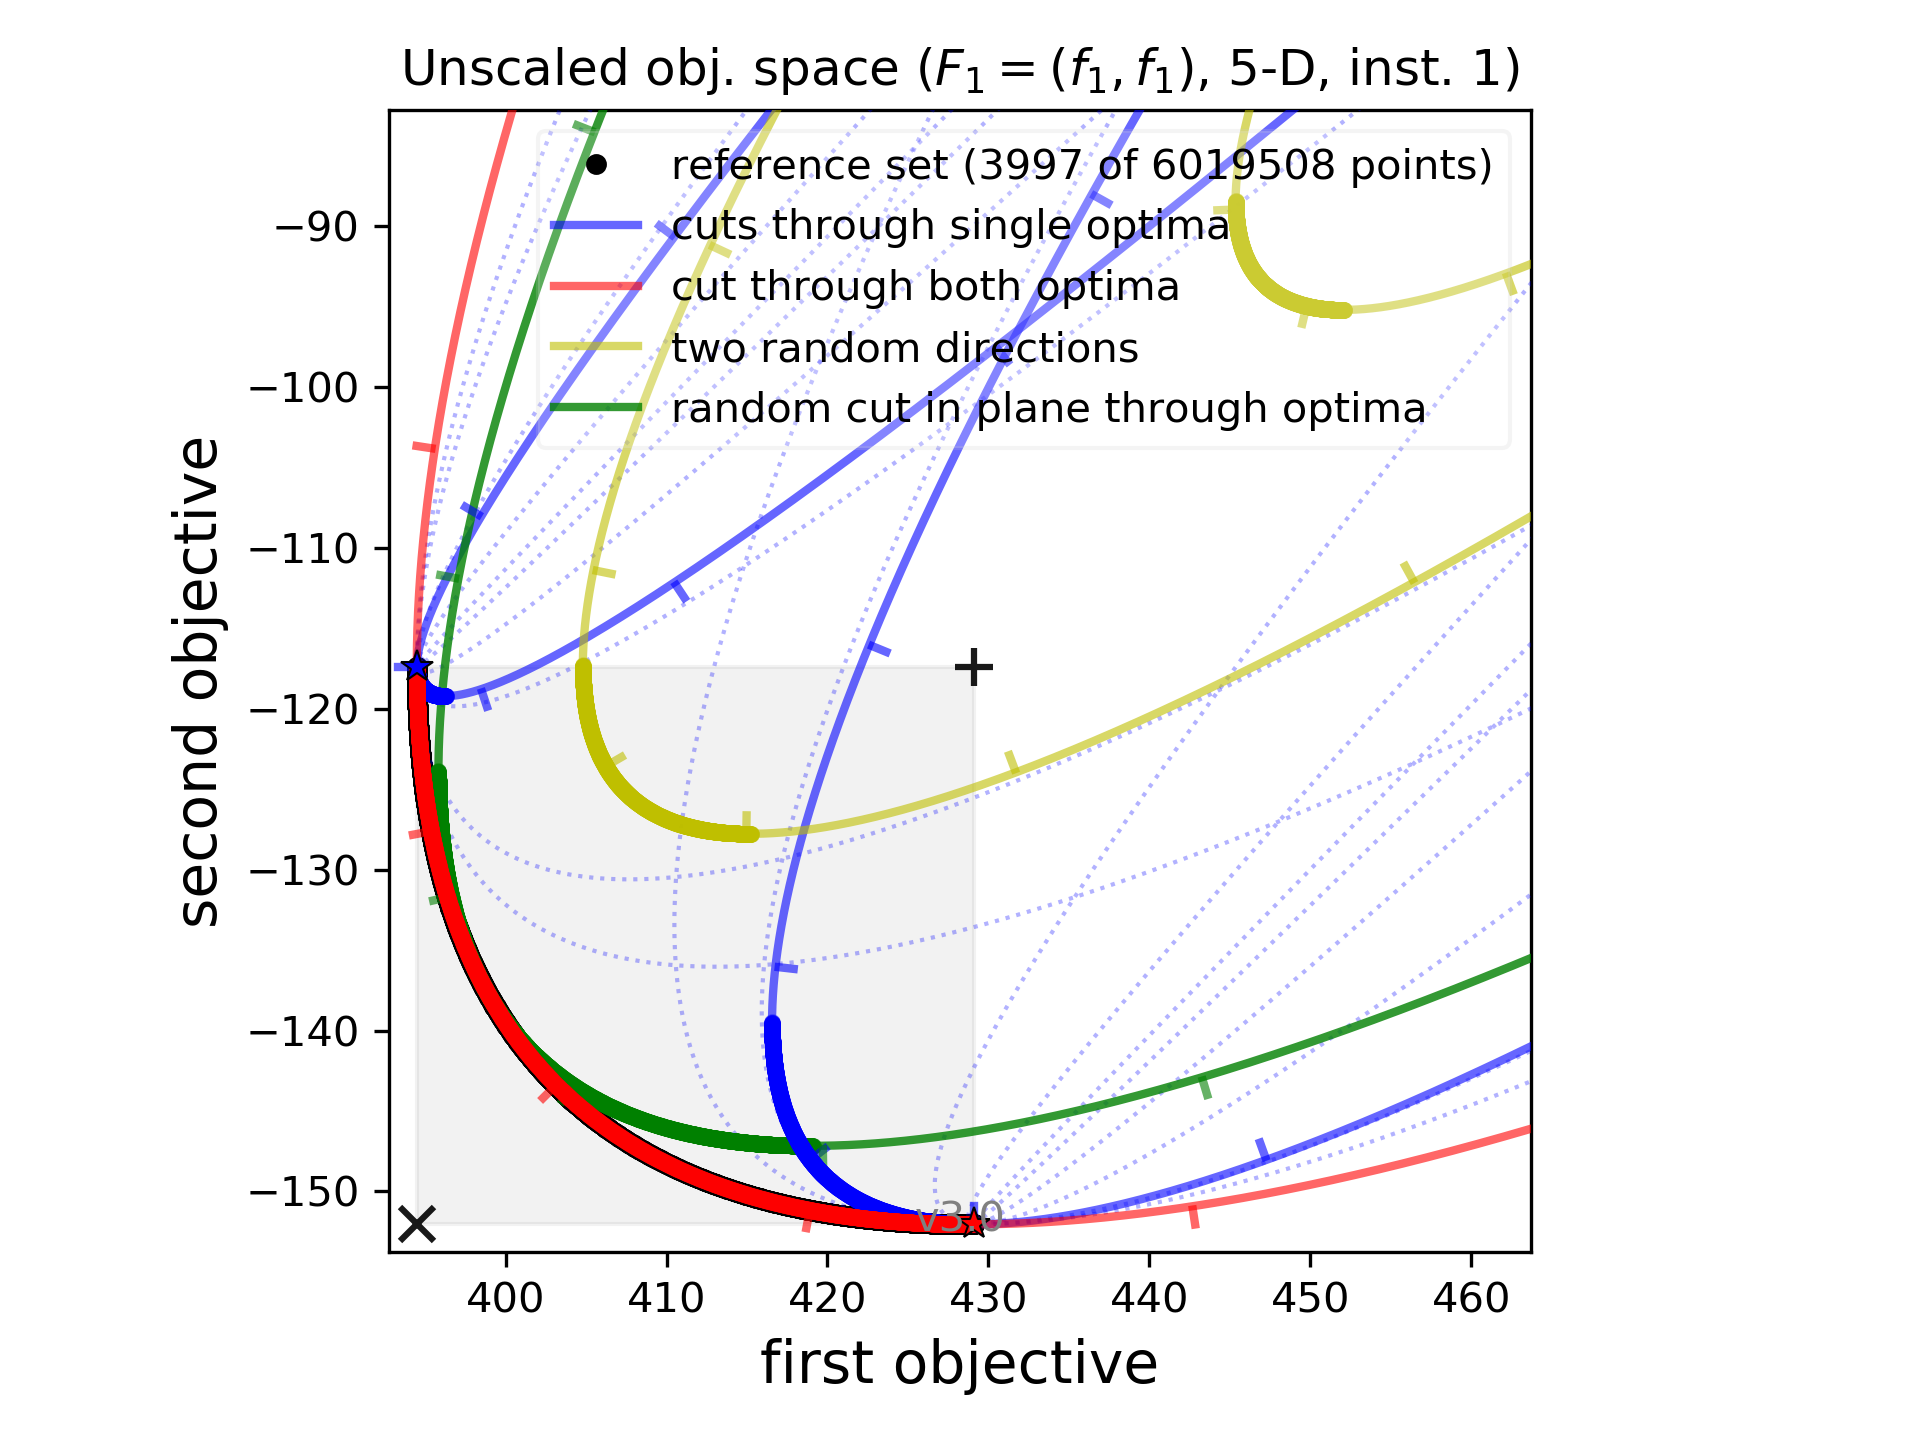 Unscaled obj. space (F₁ = (f₁, f₁), 5-D, inst. 1)
reference set (3997 of 6019508 points)
cuts through single optima
cut through both optima
two random directions
random cut in plane through optima
second objective
−90
−100
−110
−120
−130
−140
−150
v3.0
400 410 420 430 440 450 460
first objective